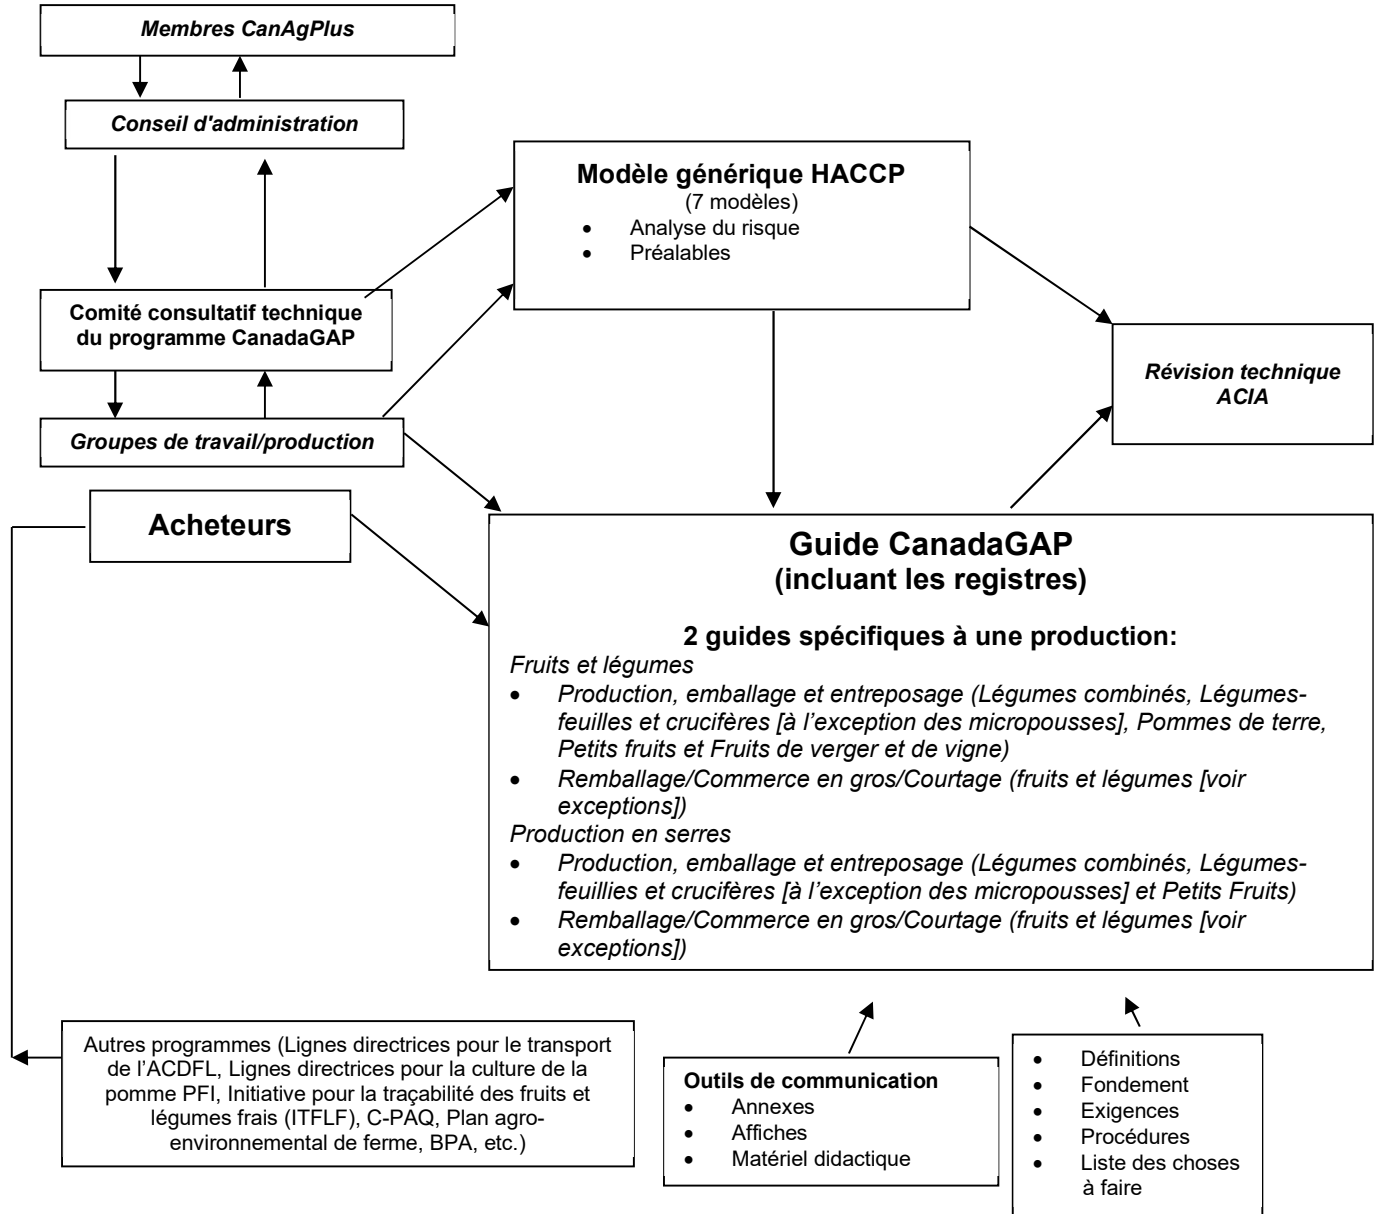 Membres CanAgPlus
Conseil d'administration
Modèle générique HACCP
(7 modèles)
• Analyse du risque
• Préalables
Comité consultatif technique
du programme CanadaGAP
Révision technique
ACIA
Groupes de travail/production
Acheteurs
Guide CanadaGAP
(incluant les registres)
2 guides spécifiques à une production:
Fruits et légumes
• Production, emballage et entreposage (Légumes combinés, Légumes-
feuilles et crucifères [à l’exception des micropousses], Pommes de terre,
Petits fruits et Fruits de verger et de vigne)
• Remballage/Commerce en gros/Courtage (fruits et légumes [voir
exceptions])
Production en serres
• Production, emballage et entreposage (Légumes combinés, Légumes-
feuillies et crucifères [à l’exception des micropousses] et Petits Fruits)
• Remballage/Commerce en gros/Courtage (fruits et légumes [voir
exceptions])
Autres programmes (Lignes directrices pour le transport
de l’ACDFL, Lignes directrices pour la culture de la
pomme PFI, Initiative pour la traçabilité des fruits et
légumes frais (ITFLF), C-PAQ, Plan agro-
environnemental de ferme, BPA, etc.)
Outils de communication
• Annexes
• Affiches
• Matériel didactique
• Définitions
• Fondement
• Exigences
• Procédures
• Liste des choses
à faire